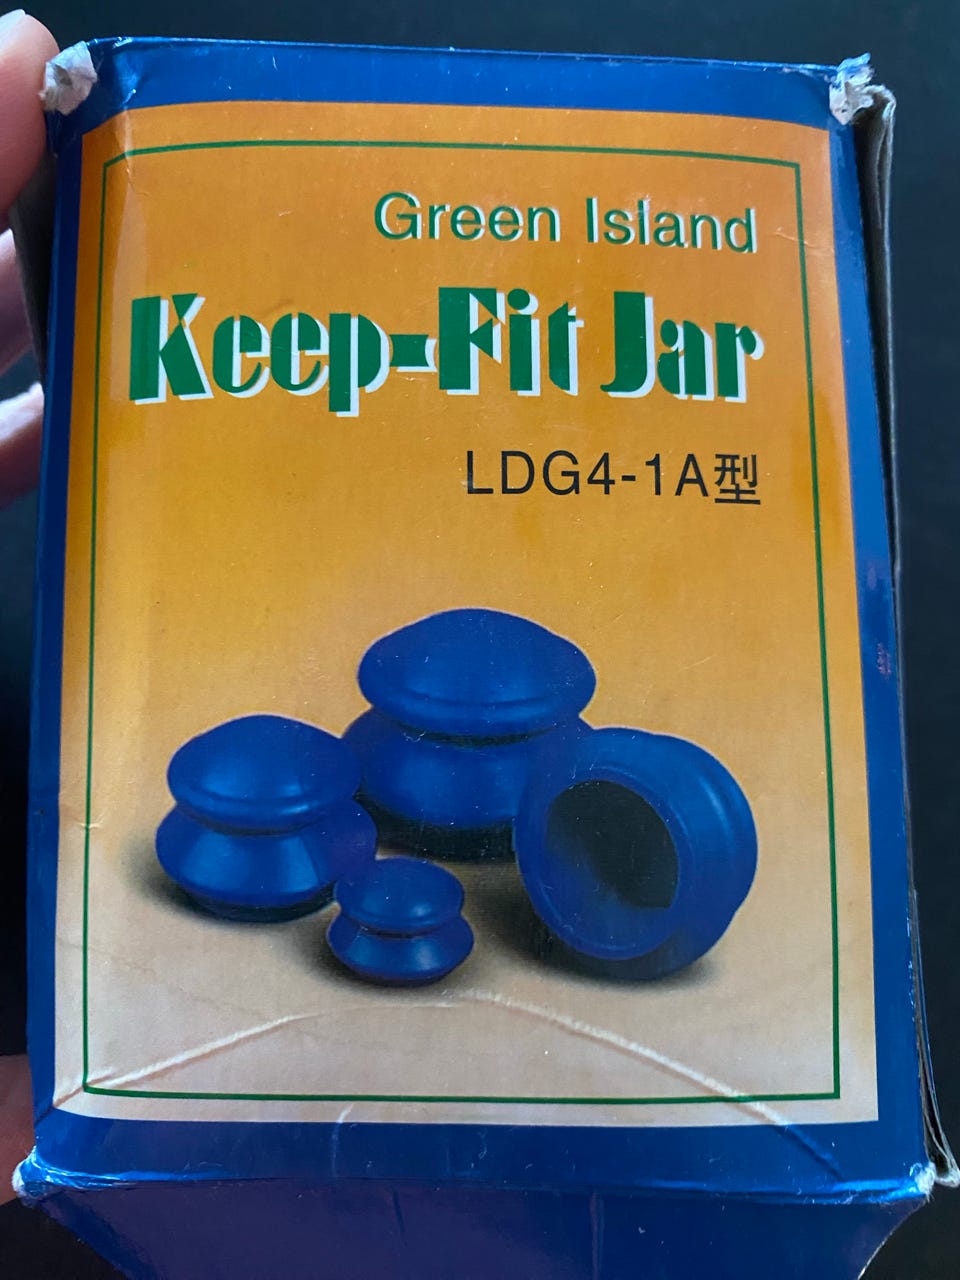 Green Island
Keep-Fit Jar
LDG4-1A型